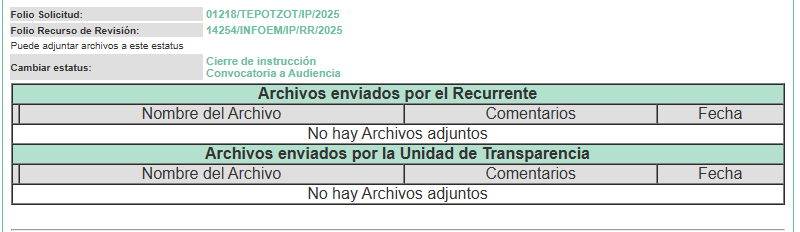 Folio Solicitud: 01218/TEPOTZOT/IP/2025
Folio Recurso de Revisión: 14254/INFOEM/IP/RR/2025
Puede adjuntar archivos a este estatus
Cambiar estatus: Cierre de instrucción
Convocatoria a Audiencia
Archivos enviados por el Recurrente
Nombre del Archivo Comentarios Fecha
No hay Archivos adjuntos
Archivos enviados por la Unidad de Transparencia
Nombre del Archivo Comentarios Fecha
No hay Archivos adjuntos